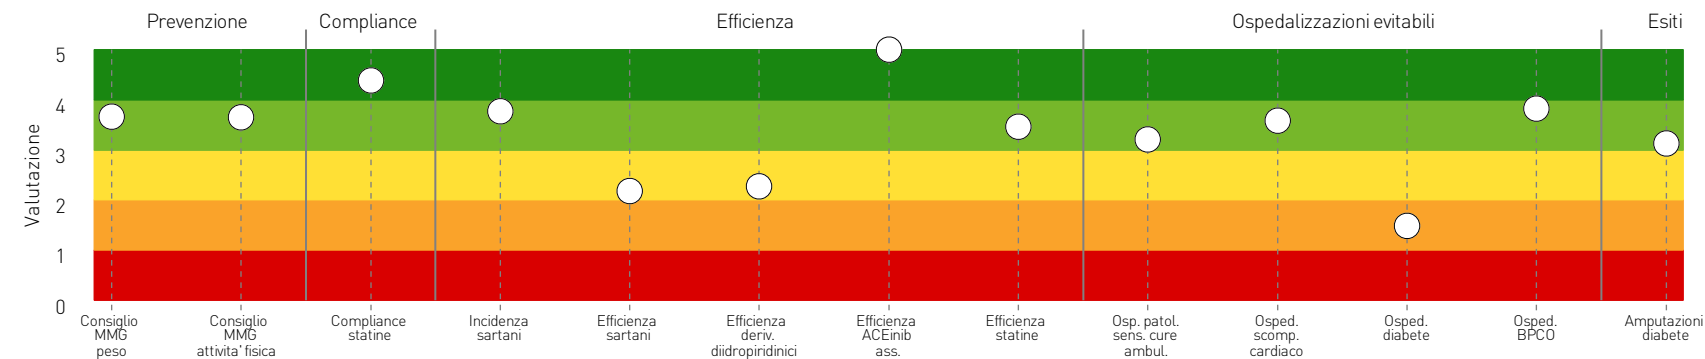 Prevenzione
Compliance
Efficienza
Ospedalizzazioni evitabili
Esiti
Valutazione
5
4
3
2
1
0
Consiglio
MMG
peso
Consiglio
MMG
attivita' fisica
Compliance
statine
Incidenza
sartani
Efficienza
sartani
Efficienza
deriv.
diidropiridinici
Efficienza
ACEinib
ass.
Efficienza
statine
Osp. patol.
sens. cure
ambul.
Osped.
scomp.
cardiaco
Osped.
diabete
Osped.
BPCO
Amputazioni
diabete